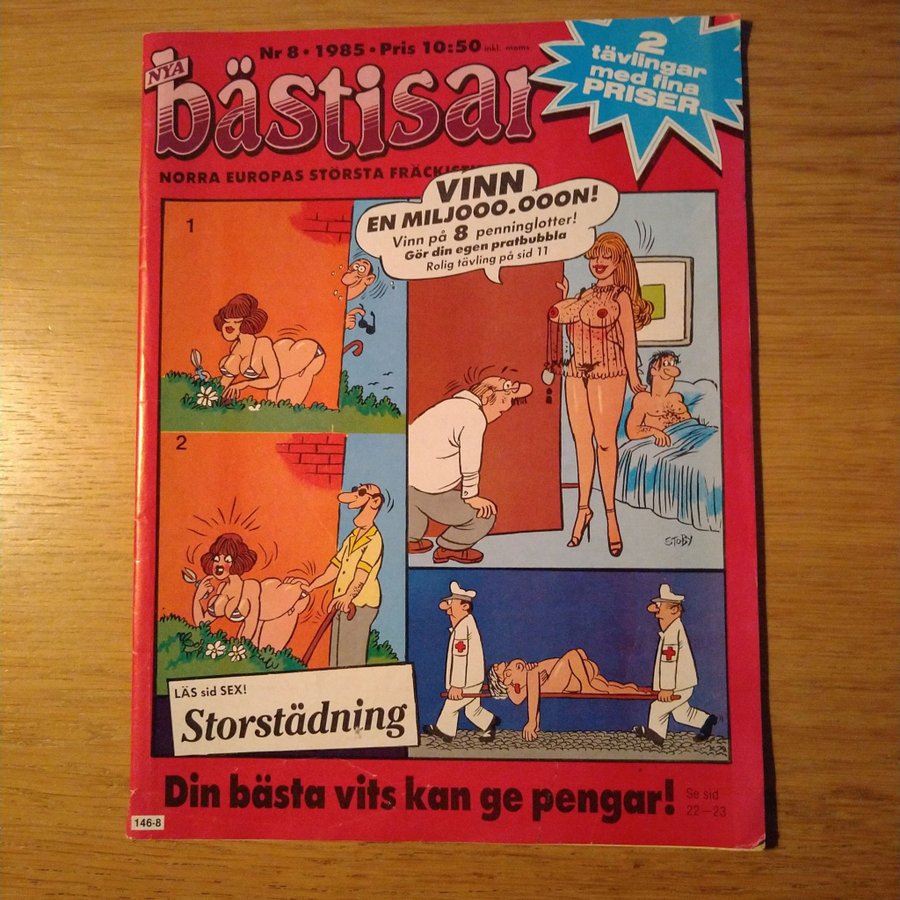 Nr 8 • 1985 • Pris 10:50 inkl. moms
NYA
bästisar
2
tävlingar
med fina
PRISER
NORRA EUROPAS STÖRSTA
VINN
EN MILJOOO.OOON!
Vinn på 8 penninglotter!
Gör din egen pratbubbla
Rolig tävling på sid 11
1
2
STOBY
LÄS sid SEX!
Storstädning
Din bästa vits kan ge pengar!
Se sid
22—23
146-8